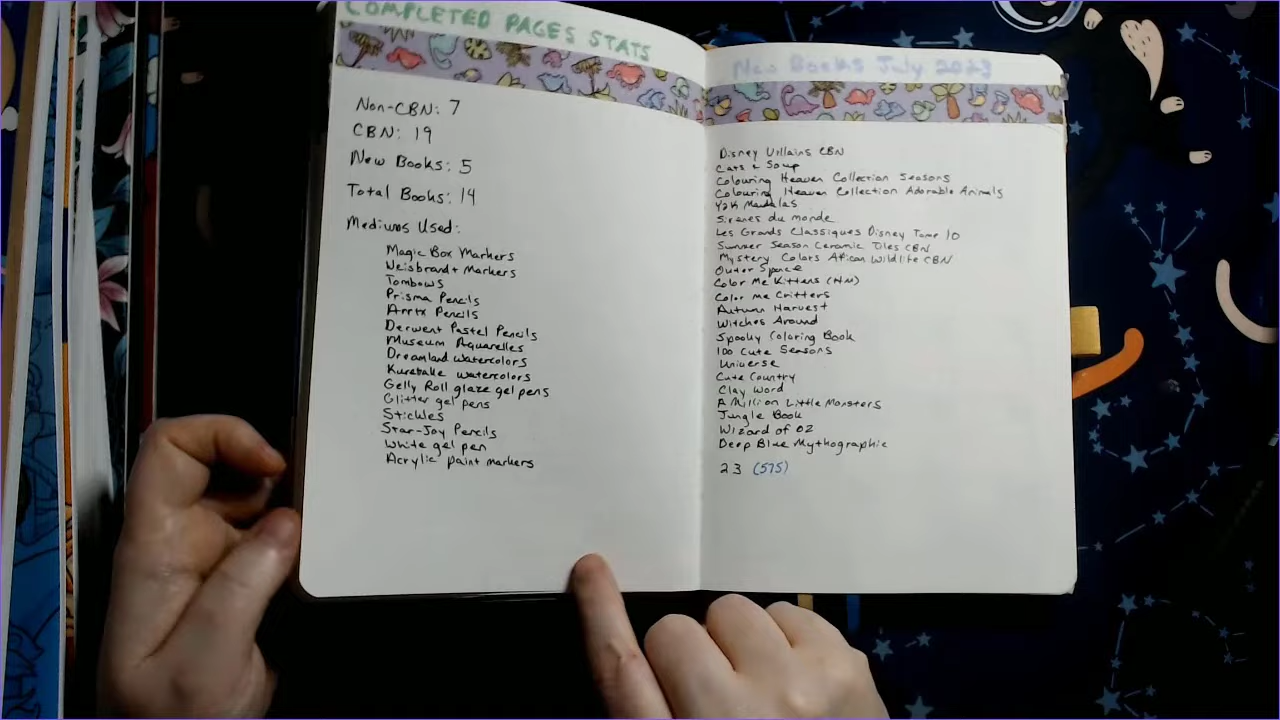 COMPLETED PAGES STATS
Non-CBN: 7
CBN: 19
New Books: 5
Total Books: 14
Mediums Used:
Magic Box Markers
Weisbrandt Markers
Tombows
Prisma Pencils
Arrtx Pencils
Derwent Pastel Pencils
Museum Aquarelles
Dreamland watercolors
Kuretake watercolors
Gelly Roll glaze gel pens
Glitter gel pens
Stickles
Star-Joy Pencils
White gel pen
Acrylic paint markers
New Books July 2023
Disney Villains CBN
Cats & Soup
Colouring Heaven Collection Seasons
Colouring Heaven Collection Adorable Animals
Y2K Mandalas
Sirenes du monde
Les Grands Classiques Disney Tome 10
Summer Season Ceramic Tiles CBN
Mystery Colors African Wildlife CBN
Outer Space
Color Me Kittens (HM)
Color me Critters
Autumn Harvest
Witches Around
Spooky Coloring Book
100 Cute Seasons
Universe
Cute Country
Clay Word
A Million Little Monsters
Jungle Book
Wizard of OZ
Deep Blue Mythographic
23 (575)